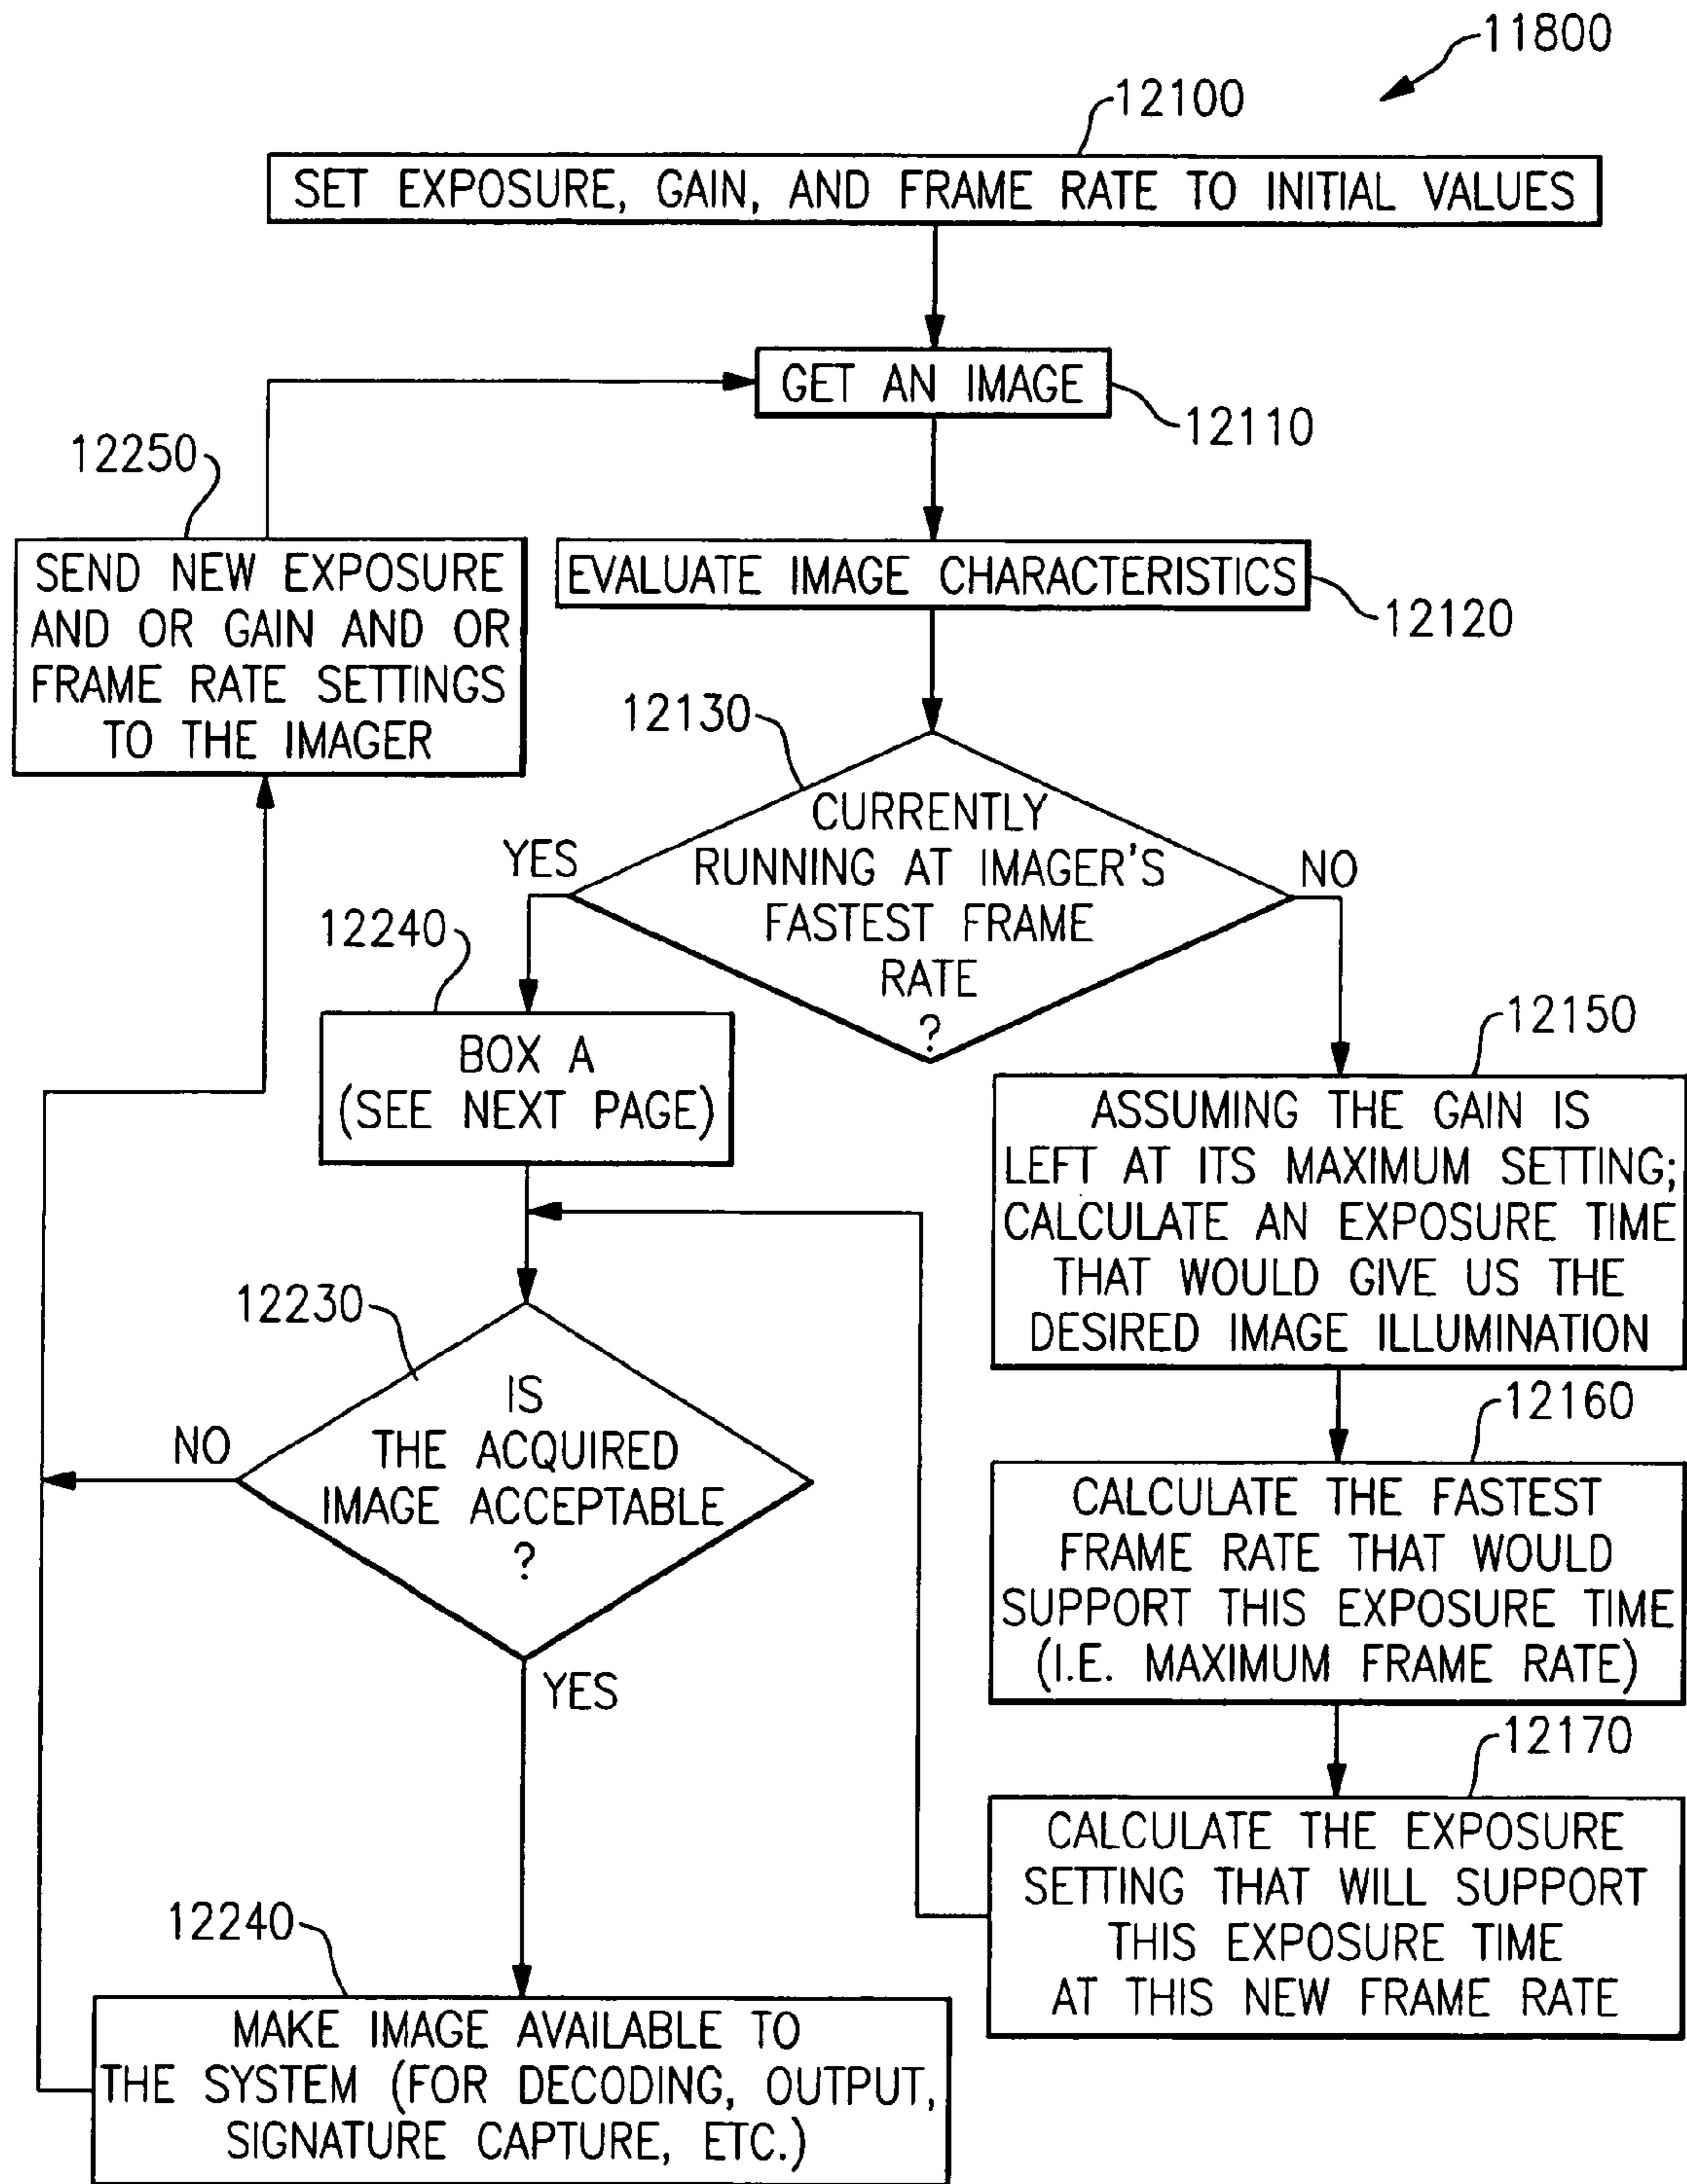 11800
12100
SET EXPOSURE, GAIN, AND FRAME RATE TO INITIAL VALUES
GET AN IMAGE
12110
12250
SEND NEW EXPOSURE
AND OR GAIN AND OR
FRAME RATE SETTINGS
TO THE IMAGER
EVALUATE IMAGE CHARACTERISTICS
12120
12130
CURRENTLY
RUNNING AT IMAGER'S
FASTEST FRAME
RATE
?
YES
NO
12240
BOX A
(SEE NEXT PAGE)
12150
ASSUMING THE GAIN IS
LEFT AT ITS MAXIMUM SETTING;
CALCULATE AN EXPOSURE TIME
THAT WOULD GIVE US THE
DESIRED IMAGE ILLUMINATION
12230
IS
THE ACQUIRED
IMAGE ACCEPTABLE
?
NO
YES
12160
CALCULATE THE FASTEST
FRAME RATE THAT WOULD
SUPPORT THIS EXPOSURE TIME
(I.E. MAXIMUM FRAME RATE)
12170
CALCULATE THE EXPOSURE
SETTING THAT WILL SUPPORT
THIS EXPOSURE TIME
AT THIS NEW FRAME RATE
12240
MAKE IMAGE AVAILABLE TO
THE SYSTEM (FOR DECODING, OUTPUT,
SIGNATURE CAPTURE, ETC.)